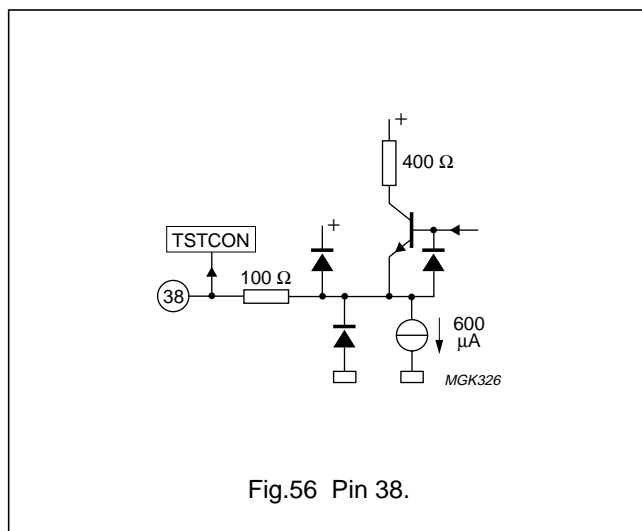 +
400 Ω
TSTCON
+
100 Ω
38
600
µA
MGK326
Fig.56 Pin 38.